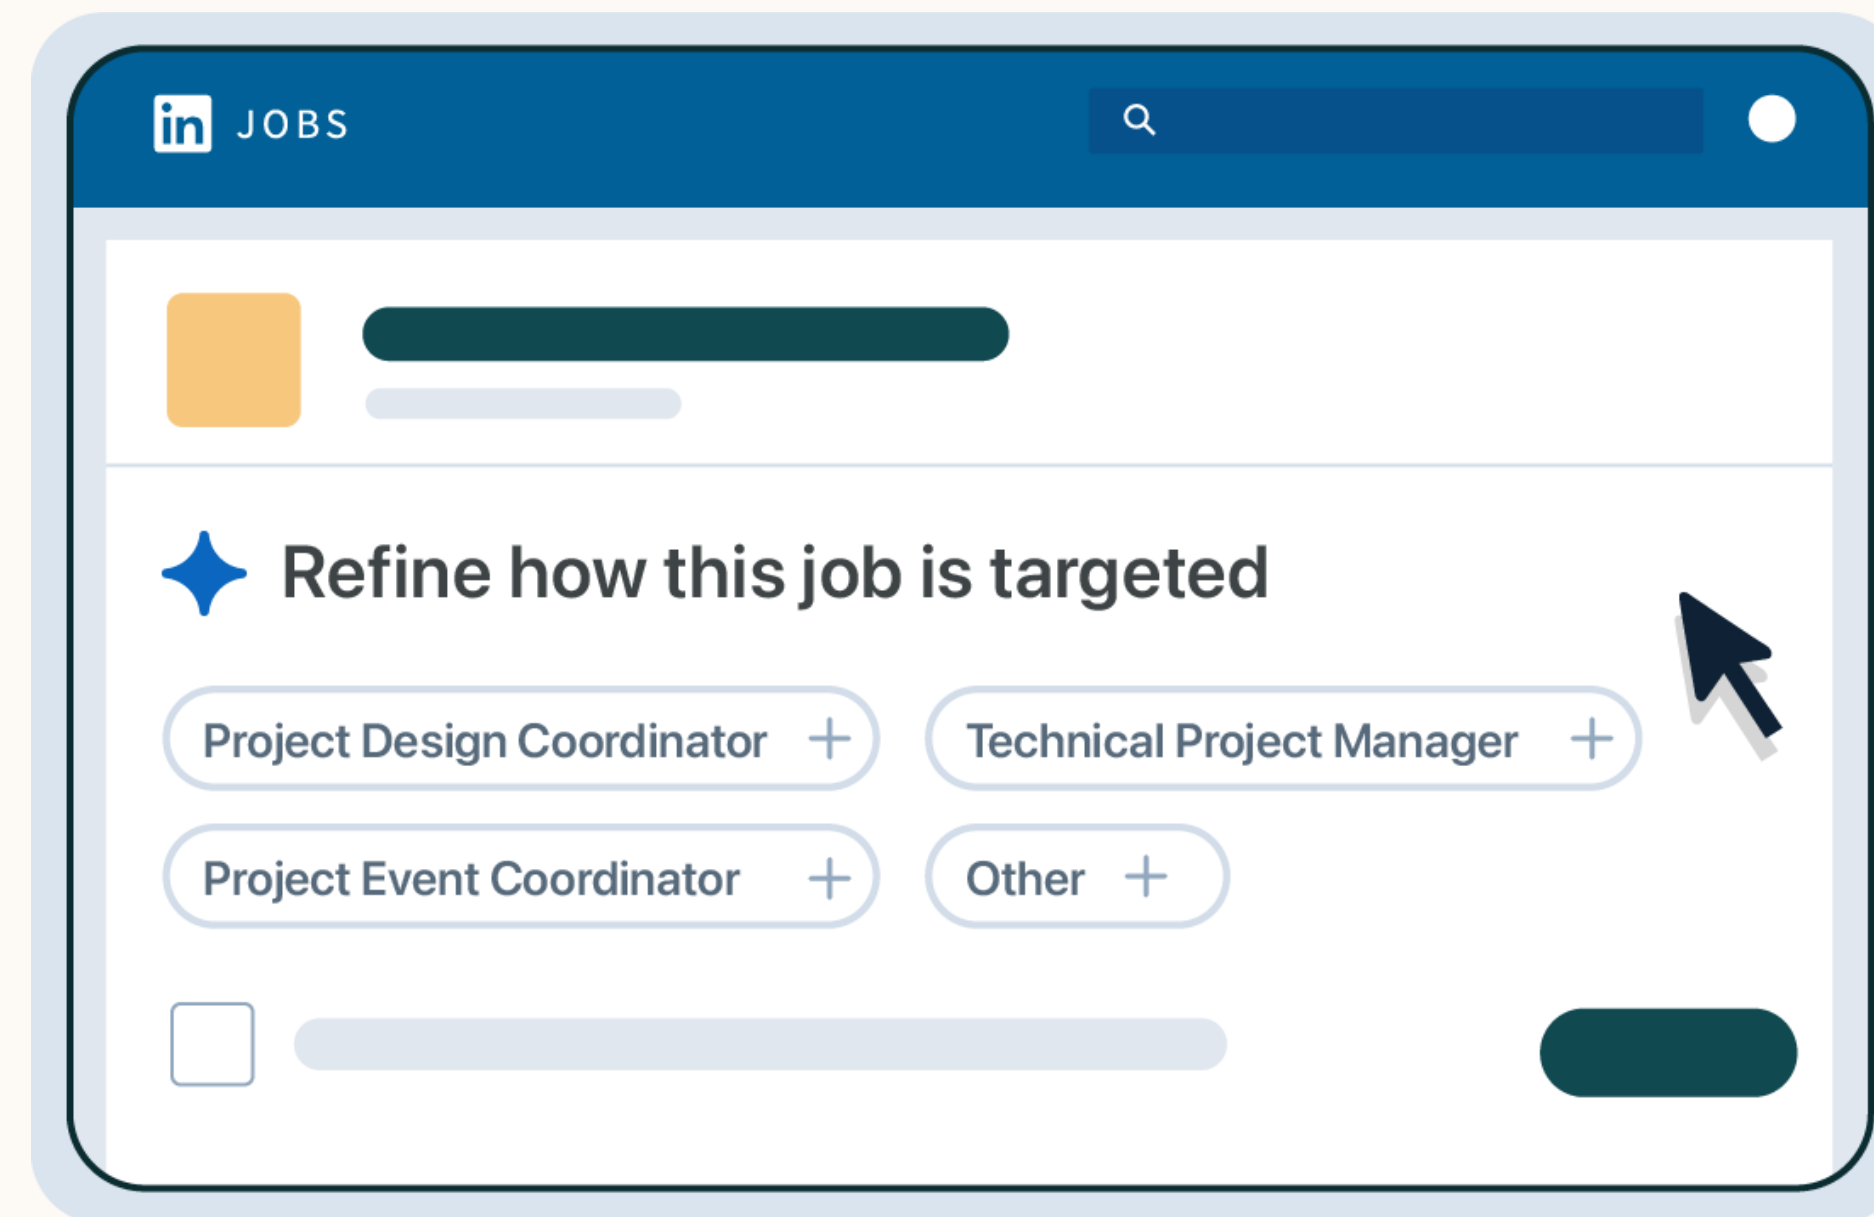 in JOBS
Refine how this job is targeted
Project Design Coordinator +
Technical Project Manager +
Project Event Coordinator +
Other +